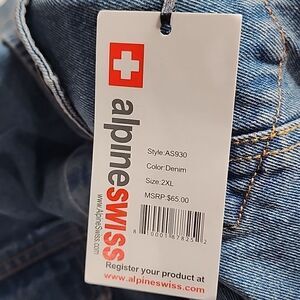 alpineswiss
www.AlpineSwiss.com
Style:AS930
Color:Denim
Size:2XL
MSRP:$65.00
Register your product at
www.alpineswiss.com